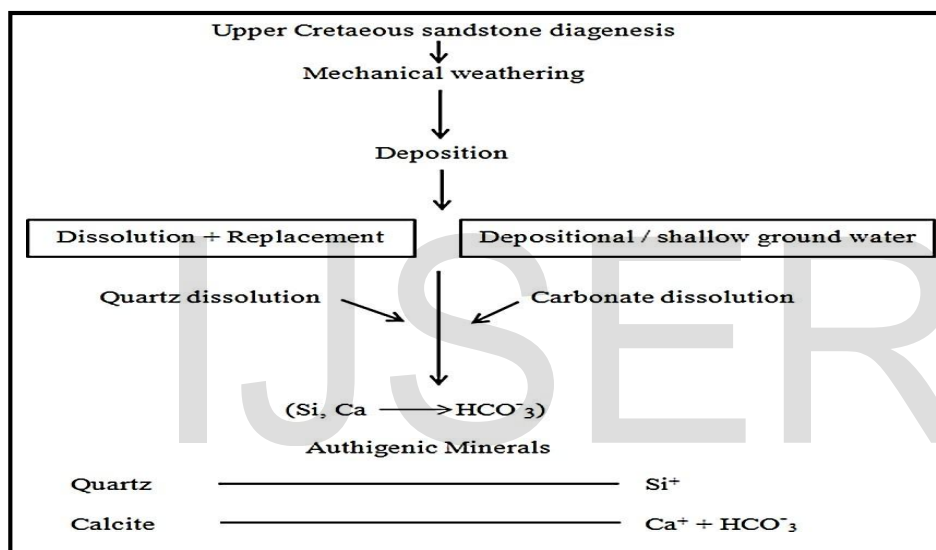 Upper Cretaeous sandstone diagenesis
Mechanical weathering
Deposition
Dissolution + Replacement
Depositional / shallow ground water
Quartz dissolution
Carbonate dissolution
(Si, Ca ⟶ HCO⁻₃)
Authigenic Minerals
Quartz Si⁺
Calcite Ca⁺ + HCO⁻₃
IJSER